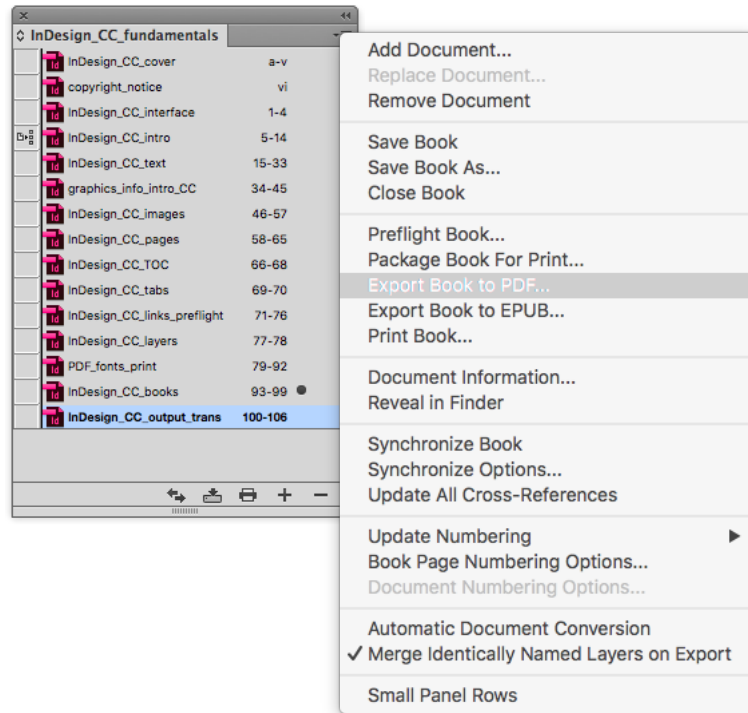 InDesign_CC_fundamentals
InDesign_CC_cover a-v
copyright_notice vi
InDesign_CC_interface 1-4
InDesign_CC_intro 5-14
InDesign_CC_text 15-33
graphics_info_intro_CC 34-45
InDesign_CC_images 46-57
InDesign_CC_pages 58-65
InDesign_CC_TOC 66-68
InDesign_CC_tabs 69-70
InDesign_CC_links_preflight 71-76
InDesign_CC_layers 77-78
PDF_fonts_print 79-92
InDesign_CC_books 93-99
InDesign_CC_output_trans 100-106
Add Document...
Replace Document...
Remove Document
Save Book
Save Book As...
Close Book
Preflight Book...
Package Book For Print...
Export Book to PDF...
Export Book to EPUB...
Print Book...
Document Information...
Reveal in Finder
Synchronize Book
Synchronize Options...
Update All Cross-References
Update Numbering
Book Page Numbering Options...
Document Numbering Options...
Automatic Document Conversion
Merge Identically Named Layers on Export
Small Panel Rows